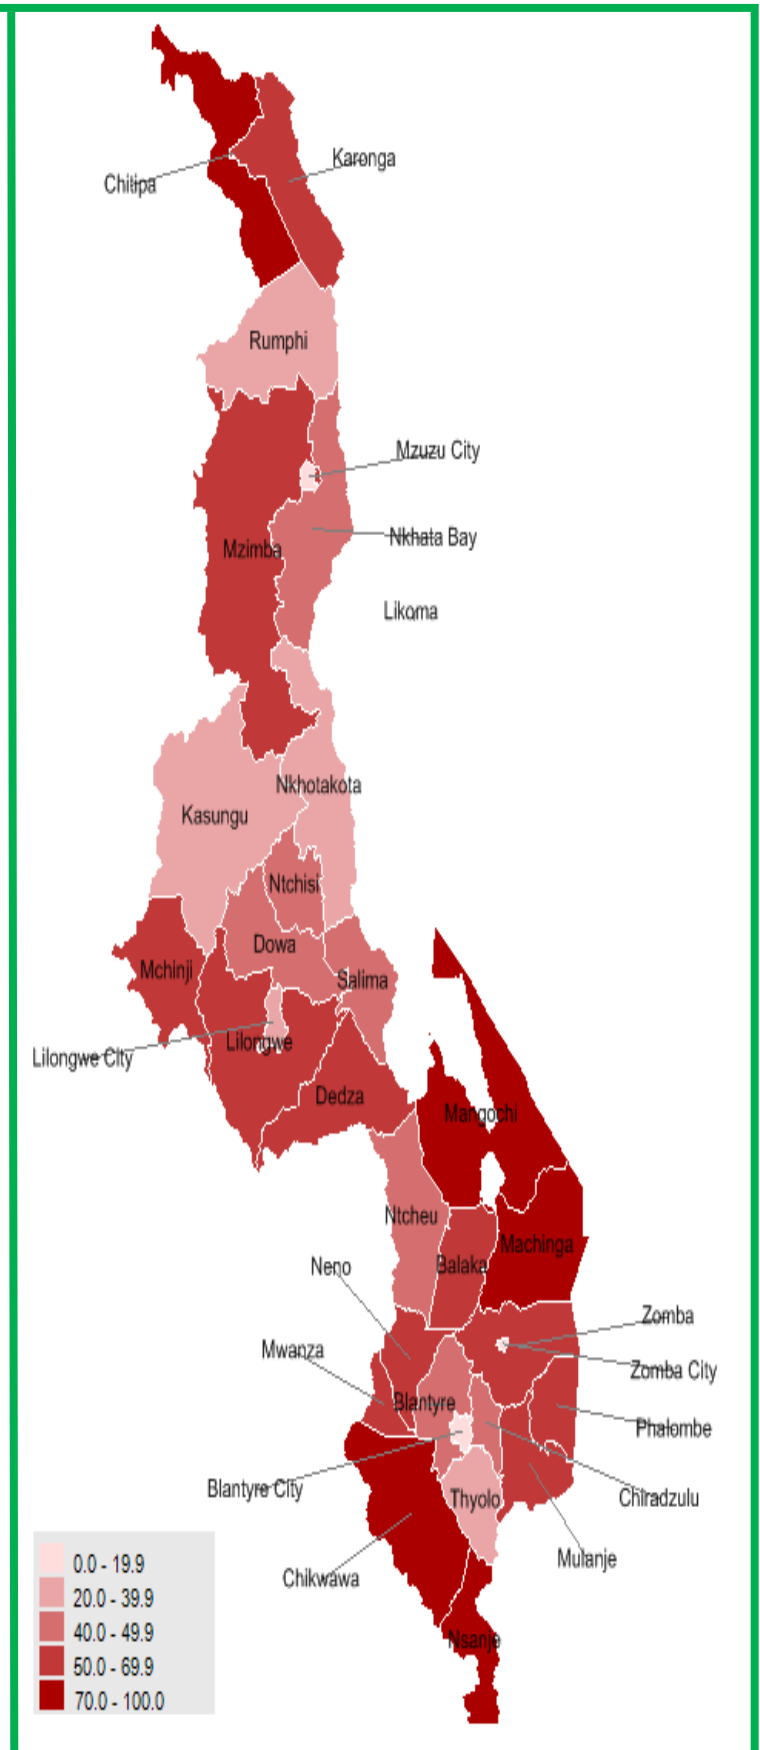 Karonga
Chitipa
Rumphi
Mzuzu City
Nkhata Bay
Mzimba
Likoma
Nkhotakota
Kasungu
Ntchisi
Dowa
Mchinji
Salima
Lilongwe
Lilongwe City
Dedza
Mangochi
Ntcheu
Machinga
Balaka
Neno
Zomba
Mwanza
Zomba City
Blantyre
Phalombe
Blantyre City
Chiradzulu
Thyolo
Mulanje
Chikwawa
Nsanje
0.0 - 19.9
20.0 - 39.9
40.0 - 49.9
50.0 - 69.9
70.0 - 100.0